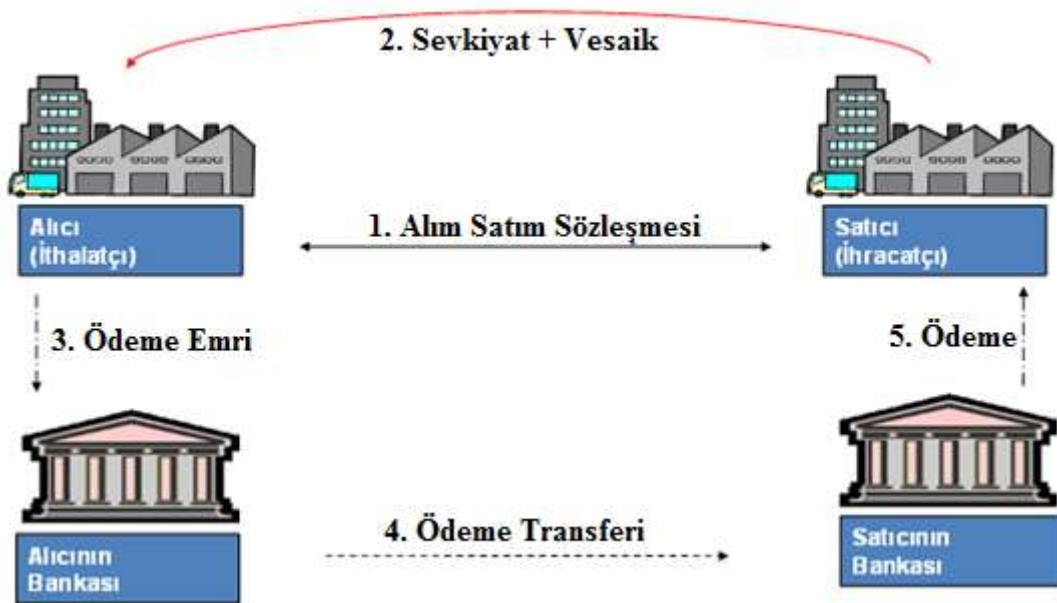 2. Sevkiyat + Vesaik
Alıcı
(İthalatçı)
1. Alım Satım Sözleşmesi
Satıcı
(İhracatçı)
3. Ödeme Emri
5. Ödeme
Alıcının
Bankası
4. Ödeme Transferi
Satıcının
Bankası